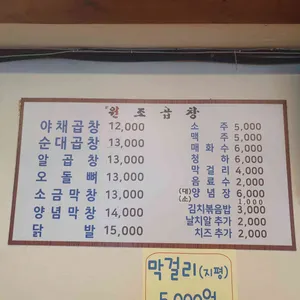 원조곱창
야채곱창 12,000
순대곱창 13,000
알곱창 13,000
오돌뼈 13,000
소금막창 13,000
양념막창 14,000
닭발 15,000
소주 5,000
맥주 5,000
매화수 6,000
청하 6,000
막걸리 4,000
음료수 2,000
(대) 양념장 6,000
(소) 1,000
김치볶음밥 3,000
날치알추가 2,000
치즈추가 2,000
막걸리(지평)
5,000원